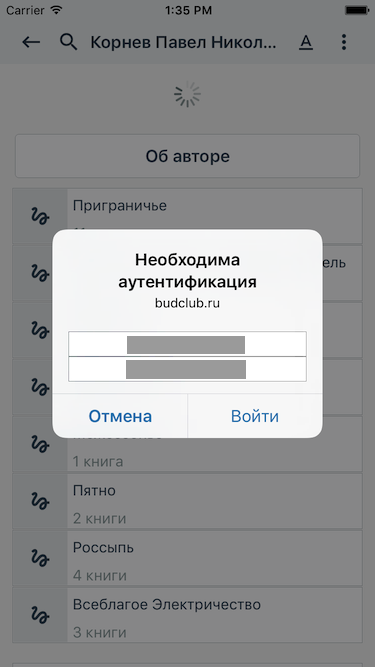 Carrier
1:35 PM
Корнев Павел Никол...
A
Об авторе
Приграничье
ель
Необходима
аутентификация
budclub.ru
Отмена
Войти
1 книга
Пятно
2 книги
Россыпь
4 книги
Всеблагое Электричество
3 книги